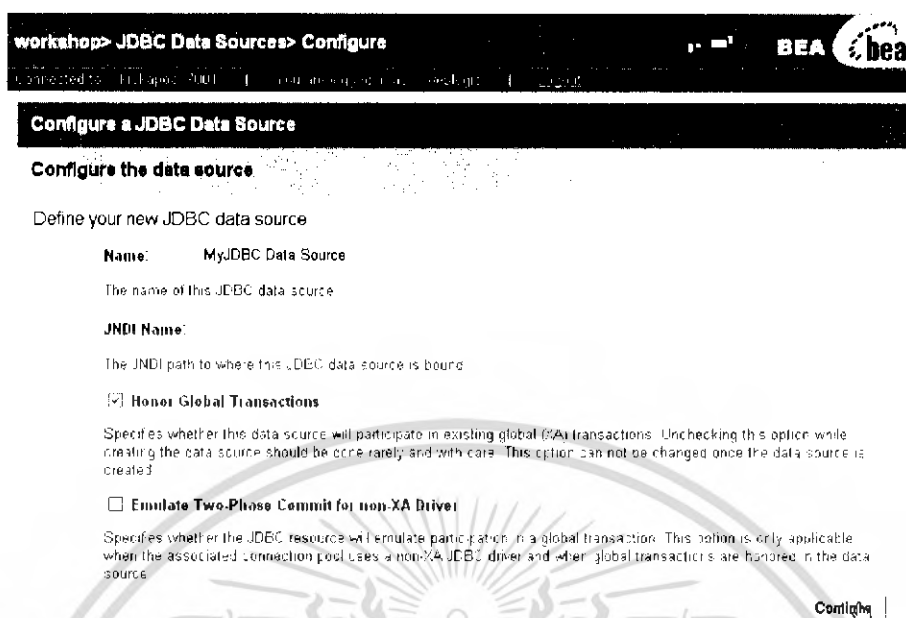 workshop> JDBC Data Sources> Configure
BEA bea
Connected to
Configure a JDBC Data Source
Configure the data source
Define your new JDBC data source
Name: MyJDBC Data Source
The name of this JDBC data source
JNDI Name:
The JNDI path to where this JDBC data source is bound
Honor Global Transactions
Specifies whether this data source will participate in existing global (XA) transactions. Unchecking this option while
creating the data source should be done rarely and with care. This option can not be changed once the data source is
created
Emulate Two-Phase Commit for non-XA Driver
Specifies whether the JDBC resource will emulate participation in a global transaction. This option is only applicable
when the associated connection pool uses a non-XA JDBC driver and when global transactions are honored in the data
source